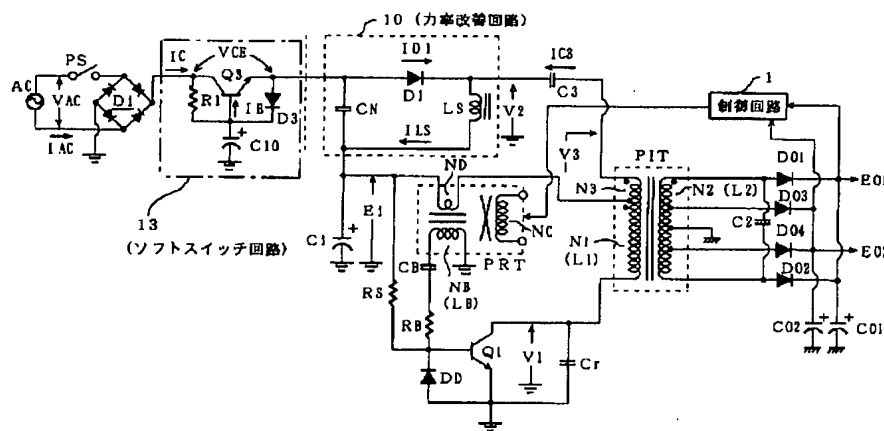 10 (力率改善回路)
PS
IC
VCE
Q3
ID1
D1
IC3
C3
1
制御回路
AC
VAC
Di
IAC
R1
IB
D3
C10
CN
LS
ILS
V2
V3
PIT
D01
E01
N3
N2 (L2)
D03
C2
D04
E02
D02
N1
(L1)
13
(ソフトスイッチ回路)
ND
NC
PRT
E1
C1
CB
NB
(LB)
RS
RB
Q1
V1
Cr
DD
C02
C01
+
+
+
+